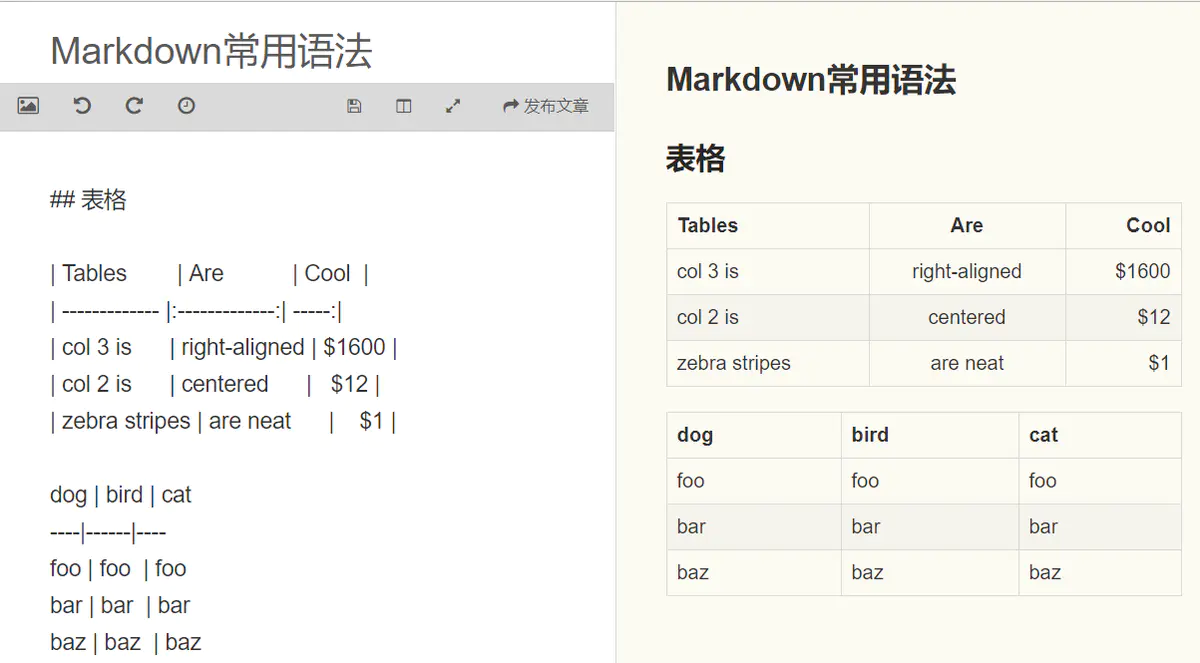 Markdown常用语法
发布文章
## 表格
| Tables        | Are           | Cool  |
| ------------- |:-------------:| -----:|
| col 3 is      | right-aligned | $1600 |
| col 2 is      | centered      |   $12 |
| zebra stripes | are neat      |    $1 |
dog | bird | cat
----|------|----
foo | foo  | foo
bar | bar  | bar
baz | baz  | baz
Markdown常用语法
表格
Tables Are Cool
col 3 is right-aligned $1600
col 2 is centered $12
zebra stripes are neat $1
dog bird cat
foo foo foo
bar bar bar
baz baz baz